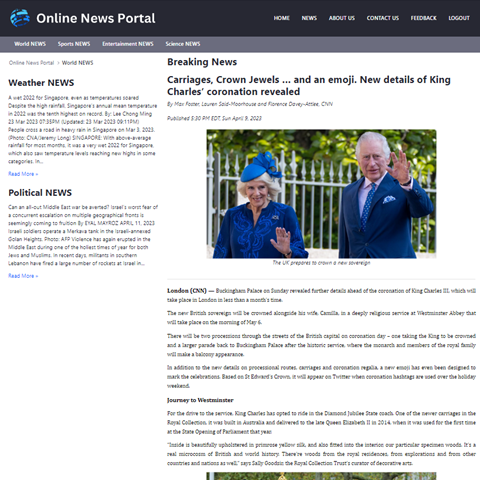 Online News Portal
HOME NEWS ABOUT US CONTACT US FEEDBACK LOGOUT
World NEWS Sports NEWS Entertainment NEWS Science NEWS
Online News Portal > World NEWS
Weather NEWS
A wet 2022 for Singapore, even as temperatures soared:
Despite the high rainfall, Singapore's annual mean temperature
in 2022 was the tenth highest on record. By: Lee Chong Ming
23 Mar 2023 07:35PM (Updated: 23 Mar 2023 09:11PM)
People cross a road in heavy rain in Singapore on Mar 3, 2023.
(Photo: CNA/Jeremy Long) SINGAPORE: With above-average
rainfall for most months, it was a very wet 2022 for Singapore,
which also saw temperature levels reaching new highs in some
categories. In...
Read More »
Political NEWS
Can an all-out Middle East war be averted? Israel's worst fear of
a concurrent escalation on multiple geographical fronts is
seemingly coming to fruition By EYAL MAYROZ APRIL 11, 2023
Israeli soldiers operate a Merkava tank in the Israeli-annexed
Golan Heights. Photo: AFP Violence has again erupted in the
Middle East during one of the holiest times of year for both
Jews and Muslims. In recent days, militants in southern
Lebanon have fired a large number of rockets at Israel in...
Read More »
Breaking News
Carriages, Crown Jewels ... and an emoji. New details of King
Charles' coronation revealed
By Max Foster, Lauren Said-Moorhouse and Florence Davey-Attlee, CNN
Published 5:30 PM EDT, Sun April 9, 2023
The UK prepares to crown a new sovereign
London (CNN) — Buckingham Palace on Sunday revealed further details ahead of the coronation of King Charles III, which will
take place in London in less than a month's time.
The new British sovereign will be crowned alongside his wife, Camilla, in a deeply religious service at Westminster Abbey that
will take place on the morning of May 6.
There will be two processions through the streets of the British capital on coronation day – one taking the King to be crowned
and a larger parade back to Buckingham Palace after the historic service, where the monarch and members of the royal family
will make a balcony appearance.
In addition to the new details on processional routes, carriages and coronation regalia, a new emoji has even been designed to
mark the celebrations. Based on St Edward's Crown, it will appear on Twitter when coronation hashtags are used over the holiday
weekend.
Journey to Westminster
For the drive to the service, King Charles has opted to ride in the Diamond Jubilee State coach. One of the newer carriages in the
Royal Collection, it was built in Australia and delivered to the late Queen Elizabeth II in 2014, when it was used for the first time
at the State Opening of Parliament that year.
"Inside is beautifully upholstered in primrose yellow silk, and also fitted into the interior our particular specimen woods. It's a
real microcosm of British and world history. There're woods from the royal residences, from explorations and from other
countries and nations as well," says Sally Goodsir, the Royal Collection Trust's curator of decorative arts.